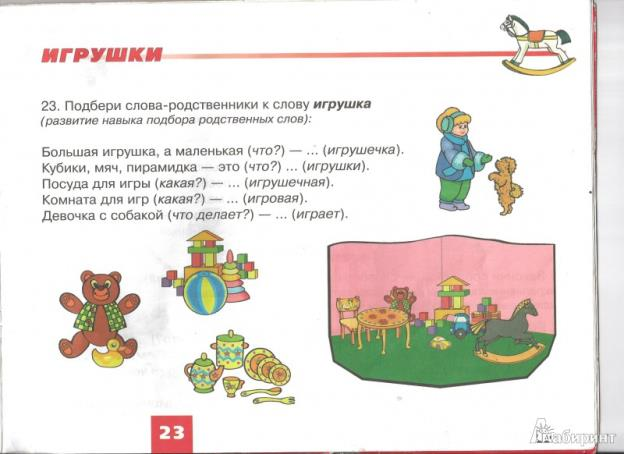 ИГРУШКИ
23. Подбери слова-родственники к слову игрушка
(развитие навыка подбора родственных слов):
Большая игрушка, а маленькая (что?) — ... (игрушечка).
Кубики, мяч, пирамидка — это (что?) ... (игрушки).
Посуда для игры (какая?) — ... (игрушечная).
Комната для игр (какая?) — ... (игровая).
Девочка с собакой (что делает?) — ... (играет).
23
Лабиринт